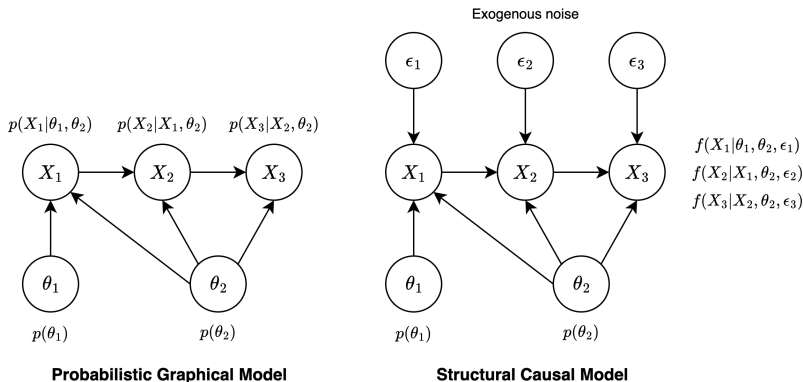 Exogenous noise
ϵ1 ϵ2 ϵ3
p(X1|θ1, θ2) p(X2|X1, θ2) p(X3|X2, θ2)
X1 X2 X3
X1 X2 X3
f(X1|θ1, θ2, ϵ1)
f(X2|X1, θ2, ϵ2)
f(X3|X2, θ2, ϵ3)
θ1 θ2
θ1 θ2
p(θ1) p(θ2)
p(θ1) p(θ2)
Probabilistic Graphical Model
Structural Causal Model